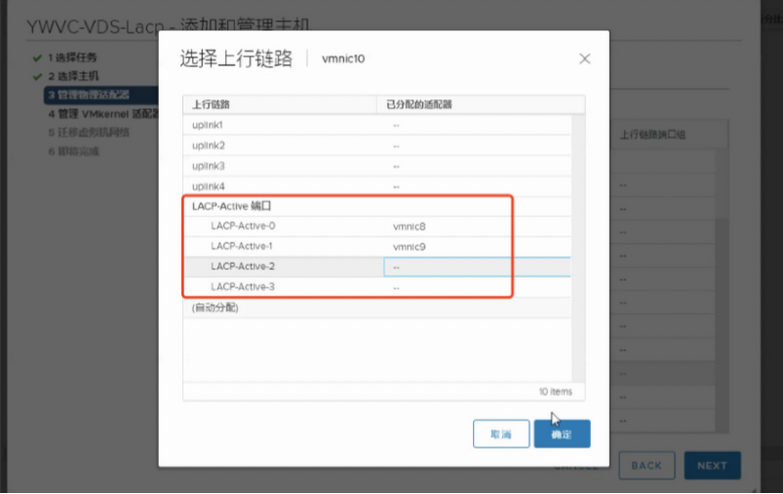 YWVC-VDS-Lacp - 添加和管理主机
1 选择任务
2 选择主机
3 管理物理适配器
4 管理 VMkernel 适配器
5 迁移虚拟机网络
6 即将完成
选择上行链路
vmnic10
上行链路 已分配的适配器
uplink1 --
uplink2 --
uplink3 --
uplink4 --
LACP-Active 端口
LACP-Active-0 vmnic8
LACP-Active-1 vmnic9
LACP-Active-2 --
LACP-Active-3 --
(自动分配)
10 items
取消
确定
上行链路端口组
--
--
--
--
--
--
--
--
--
--
--
CANCEL
BACK
NEXT